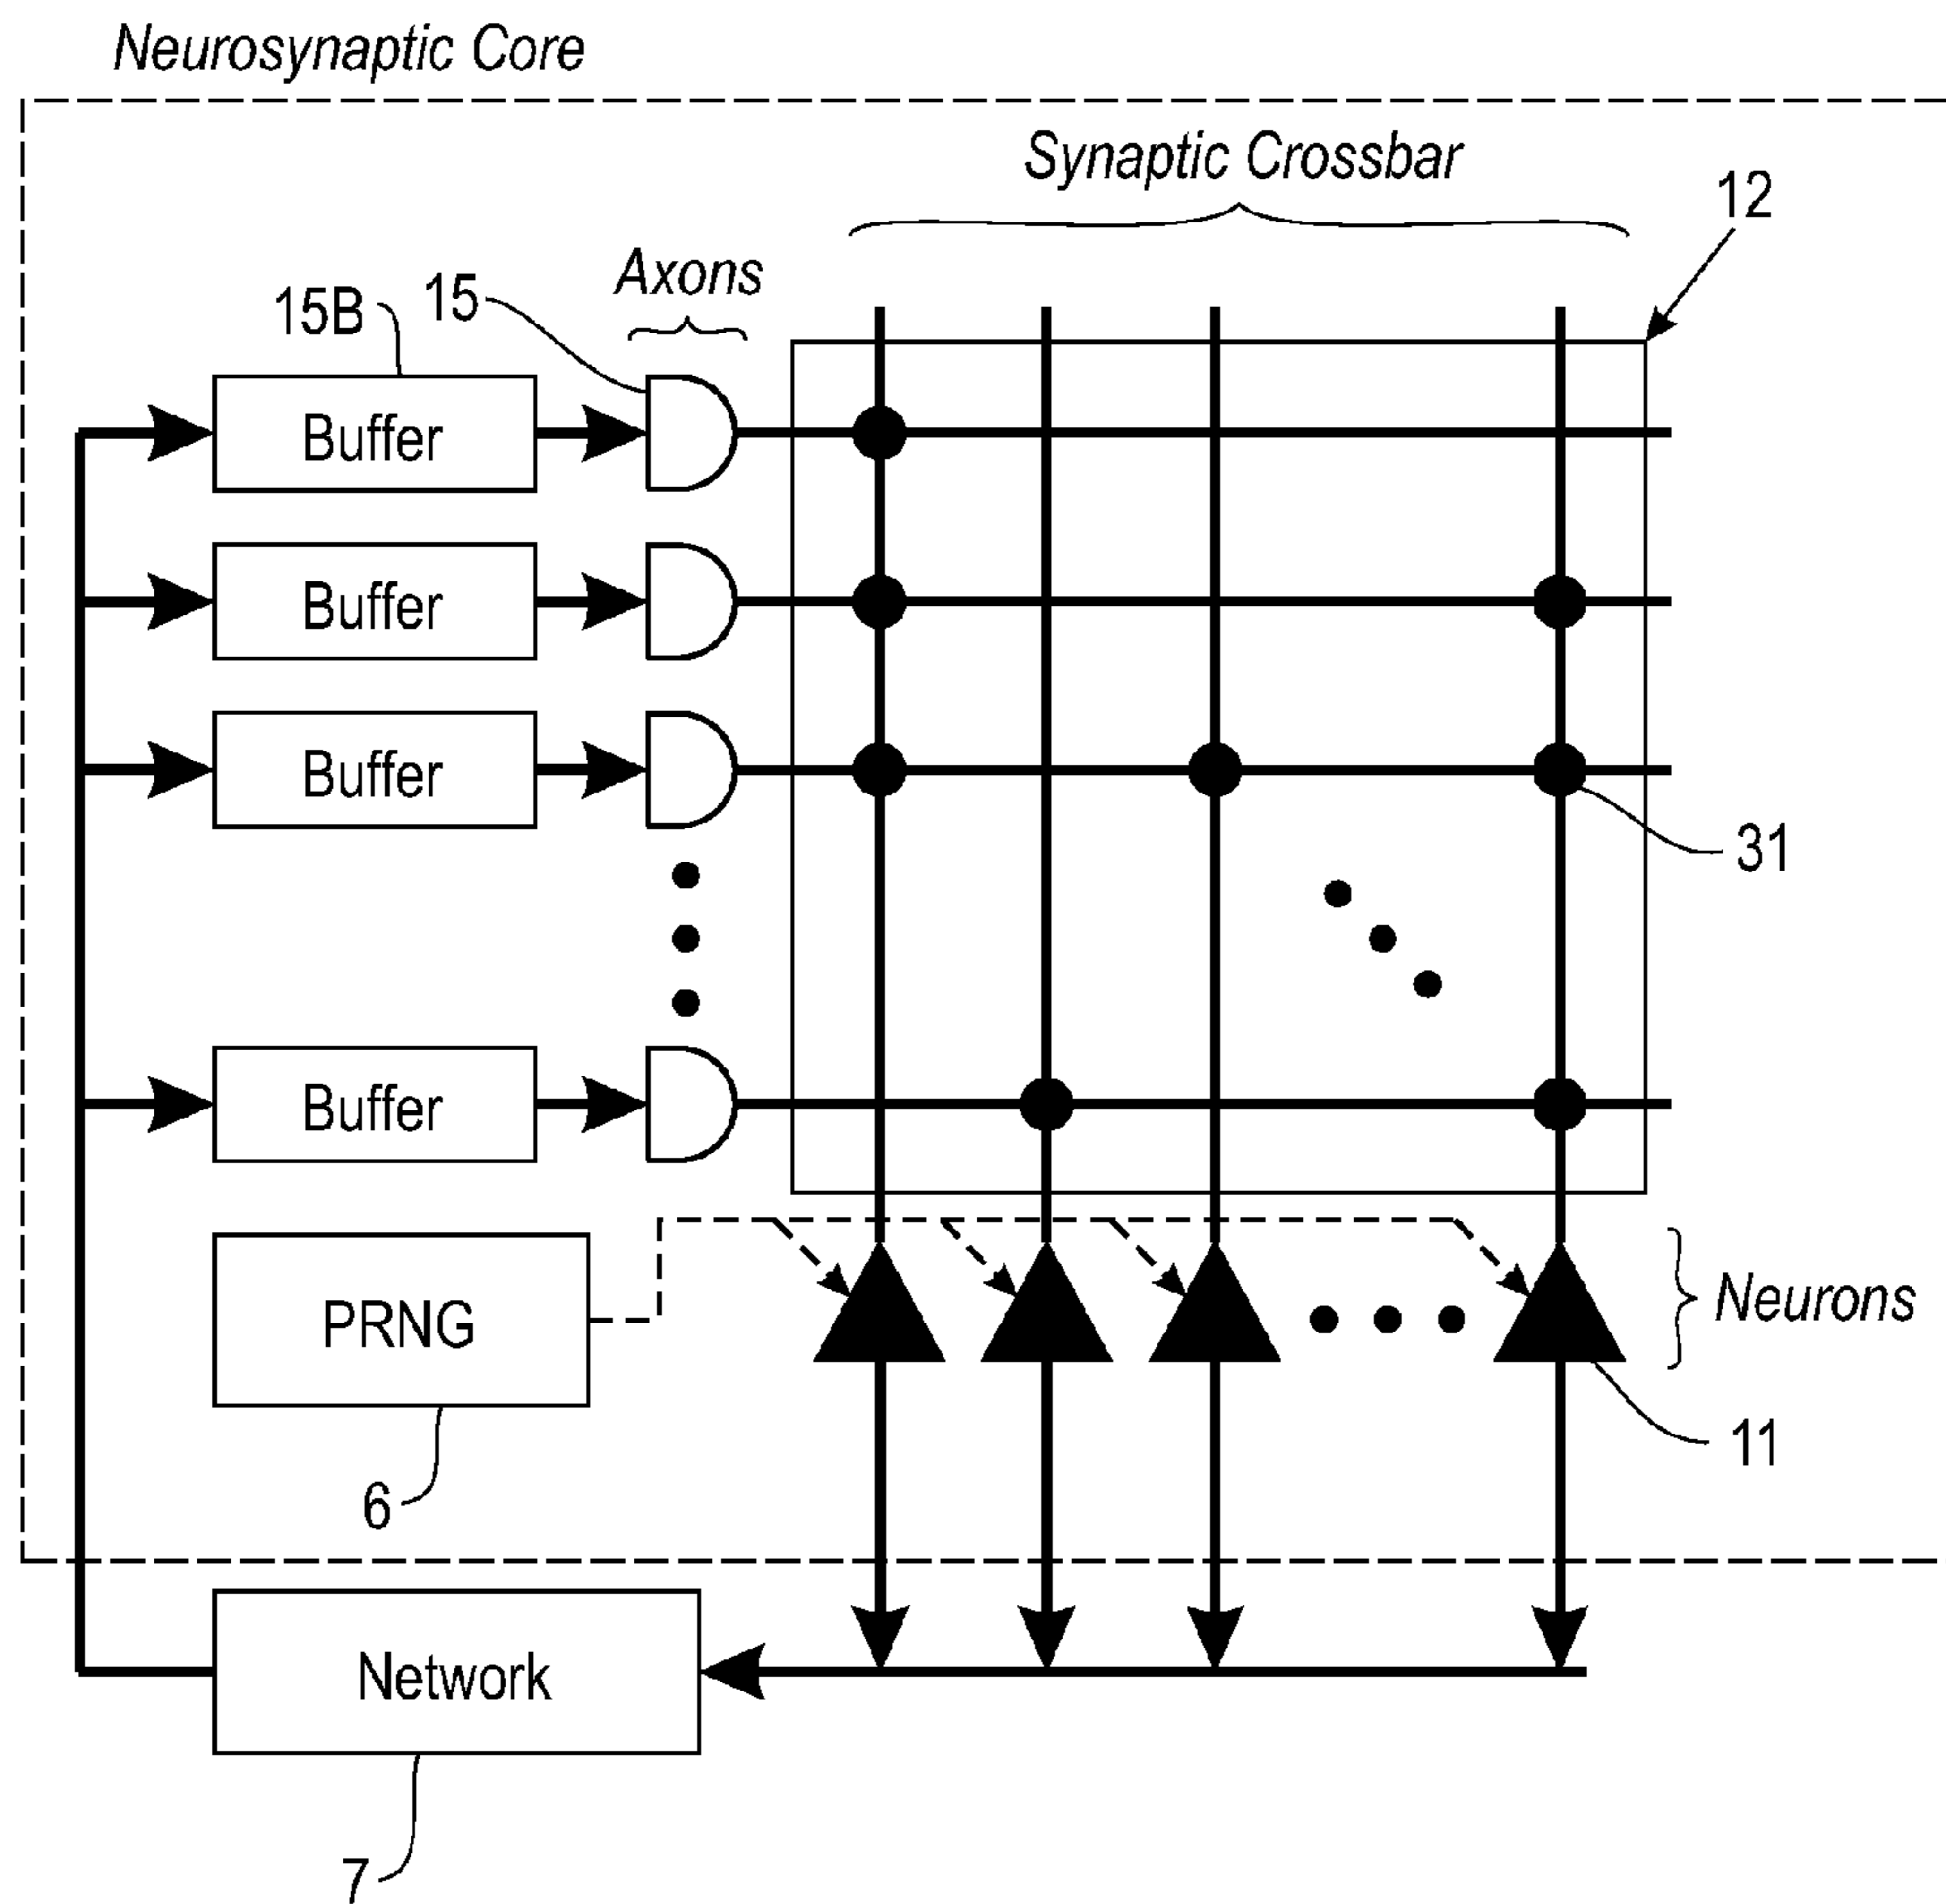 Neurosynaptic Core
Synaptic Crossbar
12
Axons
15B
15
Buffer
Buffer
Buffer
31
Buffer
PRNG
Neurons
11
6
Network
7